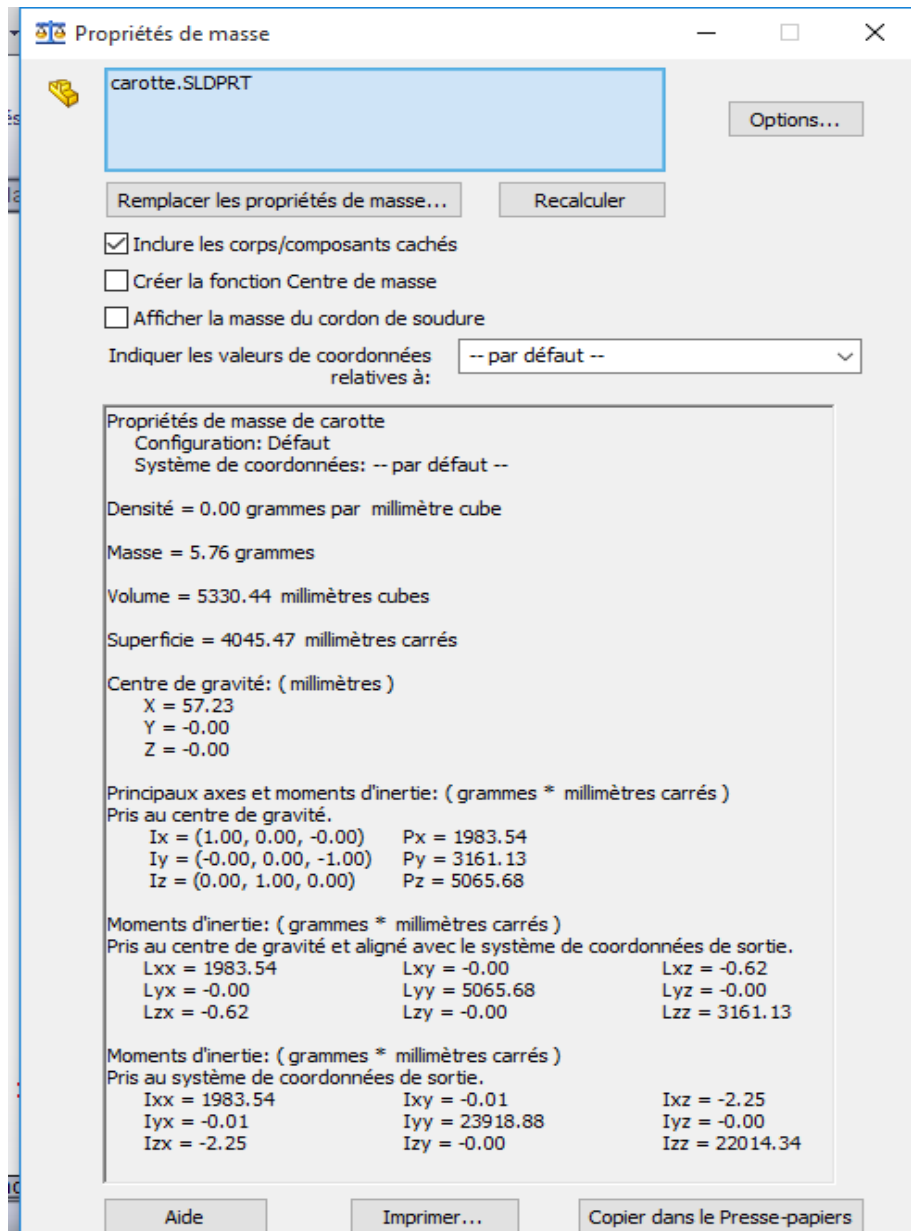 Propriétés de masse
carotte.SLDPRT
Options...
Remplacer les propriétés de masse... Recalculer
Inclure les corps/composants cachés
Créer la fonction Centre de masse
Afficher la masse du cordon de soudure
Indiquer les valeurs de coordonnées -- par défaut --
relatives à:
Propriétés de masse de carotte
Configuration: Défaut
Système de coordonnées: -- par défaut --
Densité = 0.00 grammes par millimètre cube
Masse = 5.76 grammes
Volume = 5330.44 millimètres cubes
Superficie = 4045.47 millimètres carrés
Centre de gravité: ( millimètres )
X = 57.23
Y = -0.00
Z = -0.00
Principaux axes et moments d'inertie: ( grammes * millimètres carrés )
Pris au centre de gravité.
Ix = (1.00, 0.00, -0.00) Px = 1983.54
Iy = (-0.00, 0.00, -1.00) Py = 3161.13
Iz = (0.00, 1.00, 0.00) Pz = 5065.68
Moments d'inertie: ( grammes * millimètres carrés )
Pris au centre de gravité et aligné avec le système de coordonnées de sortie.
Lxx = 1983.54 Lxy = -0.00 Lxz = -0.62
Lyx = -0.00 Lyy = 5065.68 Lyz = -0.00
Lzx = -0.62 Lzy = -0.00 Lzz = 3161.13
Moments d'inertie: ( grammes * millimètres carrés )
Pris au système de coordonnées de sortie.
Ixx = 1983.54 Ixy = -0.01 Ixz = -2.25
Iyx = -0.01 Iyy = 23918.88 Iyz = -0.00
Izx = -2.25 Izy = -0.00 Izz = 22014.34
Aide Imprimer... Copier dans le Presse-papiers